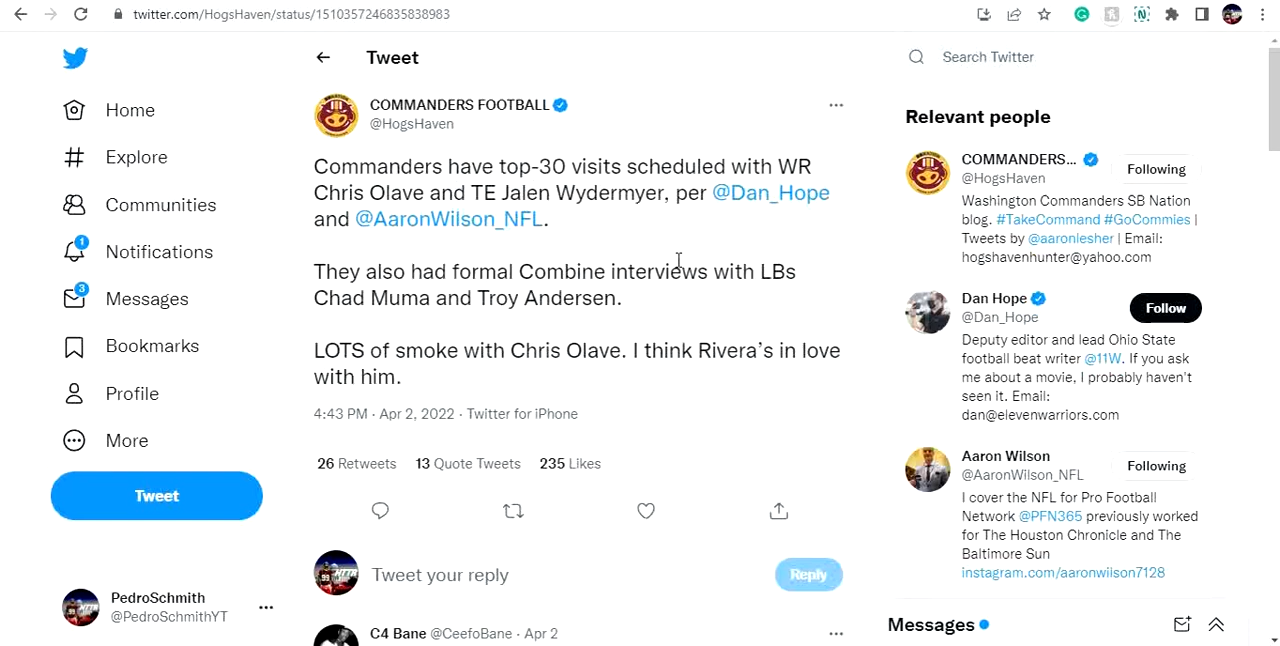 twitter.com/HogsHaven/status/1510357246835838983
Tweet
Search Twitter
Home
Explore
Communities
1
Notifications
3
Messages
Bookmarks
Profile
More
Tweet
PedroSchmith
@PedroSchmithYT
COMMANDERS FOOTBALL
@HogsHaven
Commanders have top-30 visits scheduled with WR
Chris Olave and TE Jalen Wydermyer, per @Dan_Hope
and @AaronWilson_NFL.
They also had formal Combine interviews with LBs
Chad Muma and Troy Andersen.
LOTS of smoke with Chris Olave. I think Rivera's in love
with him.
4:43 PM · Apr 2, 2022 · Twitter for iPhone
26 Retweets 13 Quote Tweets 235 Likes
Tweet your reply
Reply
C4 Bane @CeefoBane · Apr 2
Relevant people
COMMANDERS...
@HogsHaven
Following
Washington Commanders SB Nation
blog. #TakeCommand #GoCommies |
Tweets by @aaronlesher | Email:
hogshavenhunter@yahoo.com
Dan Hope
@Dan_Hope
Follow
Deputy editor and lead Ohio State
football beat writer @11W. If you ask
me about a movie, I probably haven't
seen it. Email:
dan@elevenwarriors.com
Aaron Wilson
@AaronWilson_NFL
Following
I cover the NFL for Pro Football
Network @PFN365 previously worked
for The Houston Chronicle and The
Baltimore Sun
instagram.com/aaronwilson7128
Messages